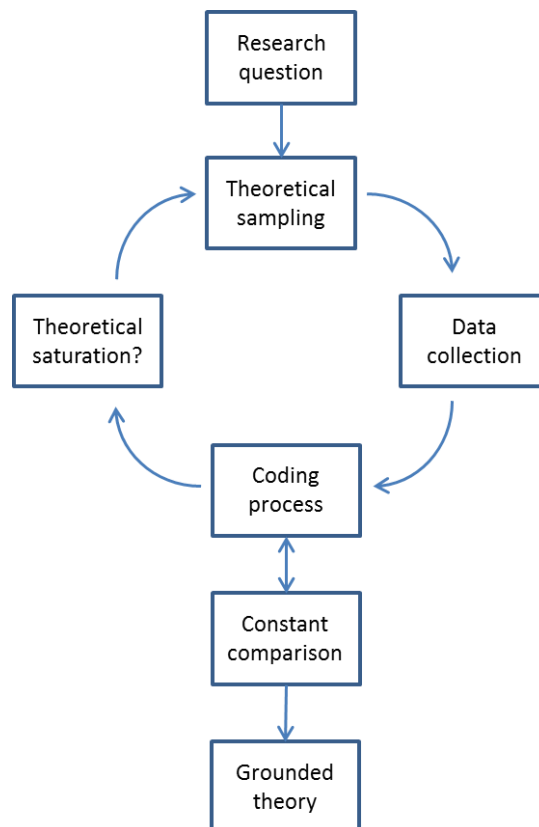 Research
question
Theoretical
sampling
Theoretical
saturation?
Data
collection
Coding
process
Constant
comparison
Grounded
theory